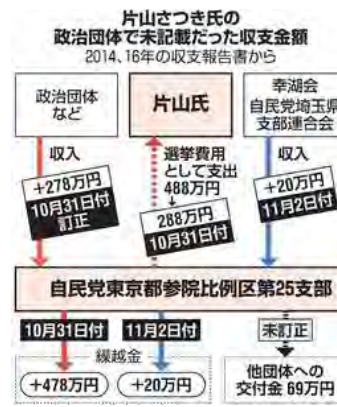 片山さつき氏の
政治団体で未記載だった収支金額
2014、16年の収支報告書から
政治団体
など
片山氏
幸湖会
自民党埼玉県
支部連合会
収入
+278万円
10月31日付
訂正
選挙費用
として支出
488万円
↓
288万円
10月31日付
収入
+20万円
11月2日付
自民党東京都参院比例区第25支部
10月31日付
11月2日付
未訂正
繰越金
+478万円
+20万円
他団体への
交付金 69万円